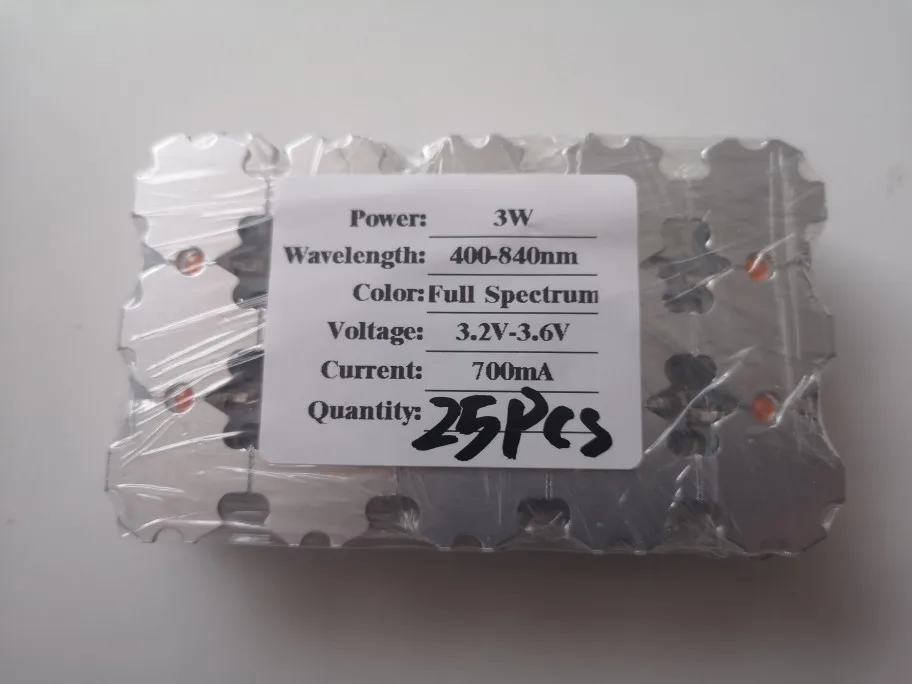 Power: 3W
Wavelength: 400-840nm
Color: Full Spectrum
Voltage: 3.2V-3.6V
Current: 700mA
Quantity: 25Pcs